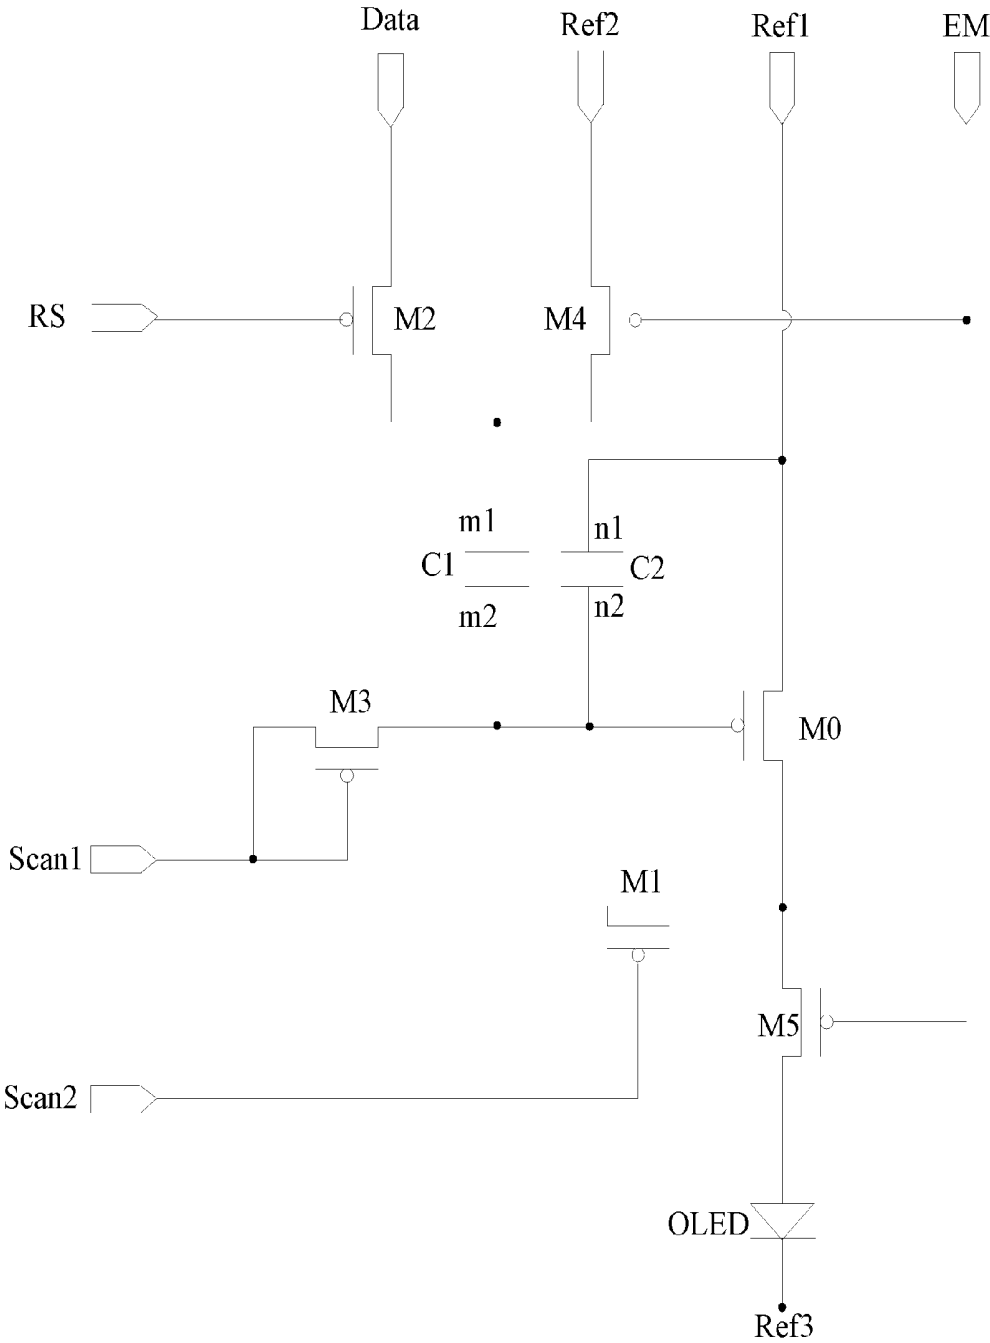 Data
Ref2
Ref1
EM
RS
M2
M4
m1
n1
C1
C2
m2
n2
M3
M0
Scan1
M1
M5
Scan2
OLED
Ref3